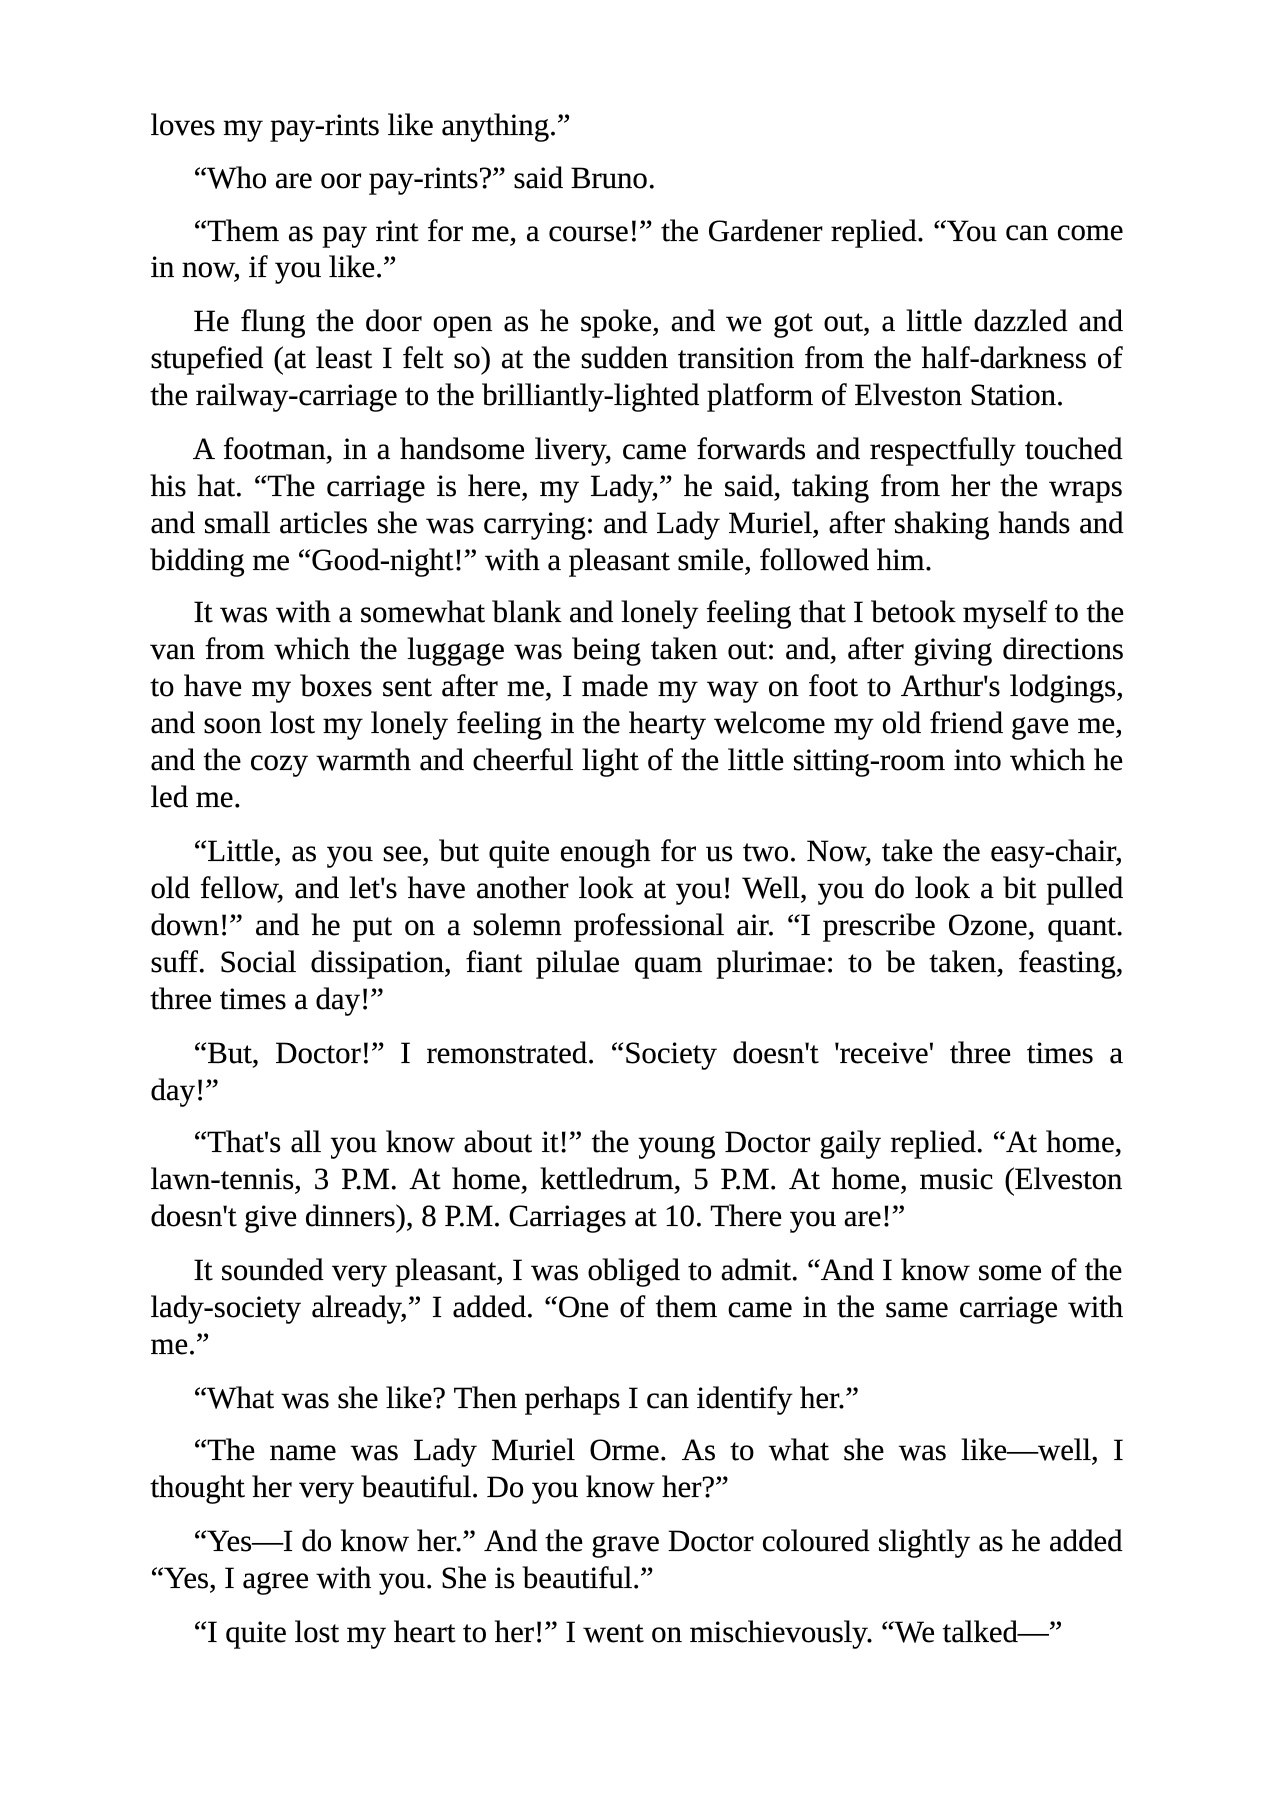 loves my pay-rints like anything.”
“Who are oor pay-rints?” said Bruno.
“Them as pay rint for me, a course!” the Gardener replied. “You can come
in now, if you like.”
He flung the door open as he spoke, and we got out, a little dazzled and
stupefied (at least I felt so) at the sudden transition from the half-darkness of
the railway-carriage to the brilliantly-lighted platform of Elveston Station.
A footman, in a handsome livery, came forwards and respectfully touched
his hat. “The carriage is here, my Lady,” he said, taking from her the wraps
and small articles she was carrying: and Lady Muriel, after shaking hands and
bidding me “Good-night!” with a pleasant smile, followed him.
It was with a somewhat blank and lonely feeling that I betook myself to the
van from which the luggage was being taken out: and, after giving directions
to have my boxes sent after me, I made my way on foot to Arthur's lodgings,
and soon lost my lonely feeling in the hearty welcome my old friend gave me,
and the cozy warmth and cheerful light of the little sitting-room into which he
led me.
“Little, as you see, but quite enough for us two. Now, take the easy-chair,
old fellow, and let's have another look at you! Well, you do look a bit pulled
down!” and he put on a solemn professional air. “I prescribe Ozone, quant.
suff. Social dissipation, fiant pilulae quam plurimae: to be taken, feasting,
three times a day!”
“But, Doctor!” I remonstrated. “Society doesn't 'receive' three times a
day!”
“That's all you know about it!” the young Doctor gaily replied. “At home,
lawn-tennis, 3 P.M. At home, kettledrum, 5 P.M. At home, music (Elveston
doesn't give dinners), 8 P.M. Carriages at 10. There you are!”
It sounded very pleasant, I was obliged to admit. “And I know some of the
lady-society already,” I added. “One of them came in the same carriage with
me.”
“What was she like? Then perhaps I can identify her.”
“The name was Lady Muriel Orme. As to what she was like—well, I
thought her very beautiful. Do you know her?”
“Yes—I do know her.” And the grave Doctor coloured slightly as he added
“Yes, I agree with you. She is beautiful.”
“I quite lost my heart to her!” I went on mischievously. “We talked—”